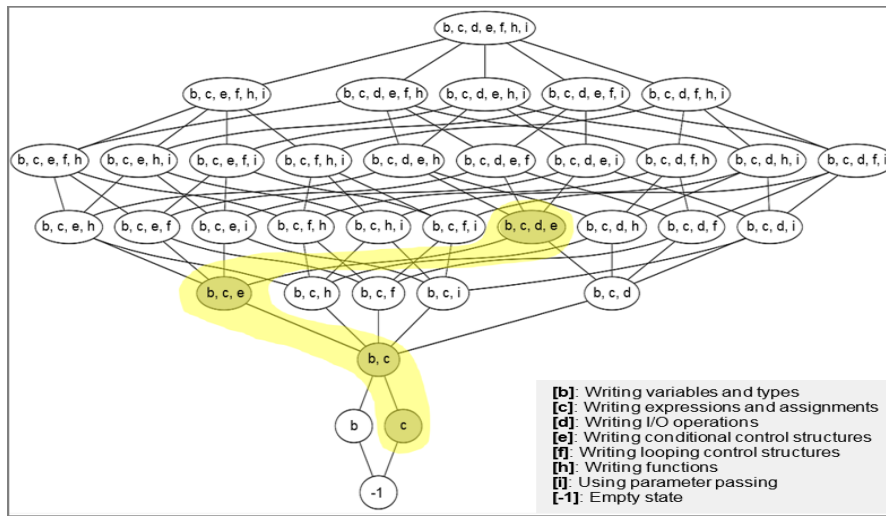 b, c, d, e, f, h, i
b, c, e, f, h, i
b, c, d, e, f, h
b, c, d, e, h, i
b, c, d, e, f, i
b, c, d, f, h, i
b, c, e, f, h
b, c, e, h, i
b, c, e, f, i
b, c, f, h, i
b, c, d, e, h
b, c, d, e, f
b, c, d, e, i
b, c, d, f, h
b, c, d, h, i
b, c, d, f, i
b, c, e, h
b, c, e, f
b, c, e, i
b, c, f, h
b, c, h, i
b, c, f, i
b, c, d, e
b, c, d, h
b, c, d, f
b, c, d, i
b, c, e
b, c, h
b, c, f
b, c, i
b, c, d
b, c
b
c
-1
[b]: Writing variables and types
[c]: Writing expressions and assignments
[d]: Writing I/O operations
[e]: Writing conditional control structures
[f]: Writing looping control structures
[h]: Writing functions
[i]: Using parameter passing
[-1]: Empty state